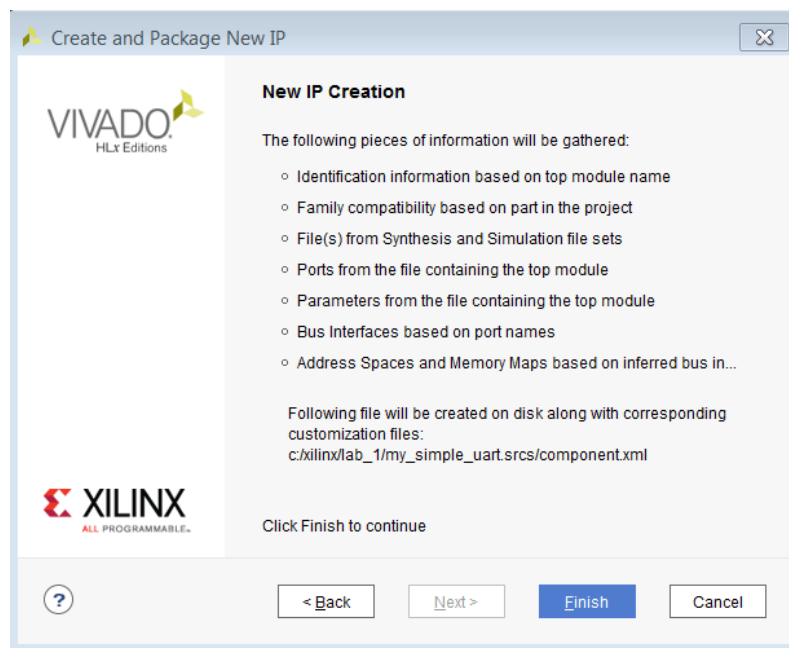 Create and Package New IP
VIVADO.
HLx Editions
New IP Creation
The following pieces of information will be gathered:
Identification information based on top module name
Family compatibility based on part in the project
File(s) from Synthesis and Simulation file sets
Ports from the file containing the top module
Parameters from the file containing the top module
Bus Interfaces based on port names
Address Spaces and Memory Maps based on inferred bus in...
Following file will be created on disk along with corresponding
customization files:
c:/xilinx/lab_1/my_simple_uart.srcs/component.xml
XILINX
ALL PROGRAMMABLE.
Click Finish to continue
?
< Back
Next >
Finish
Cancel